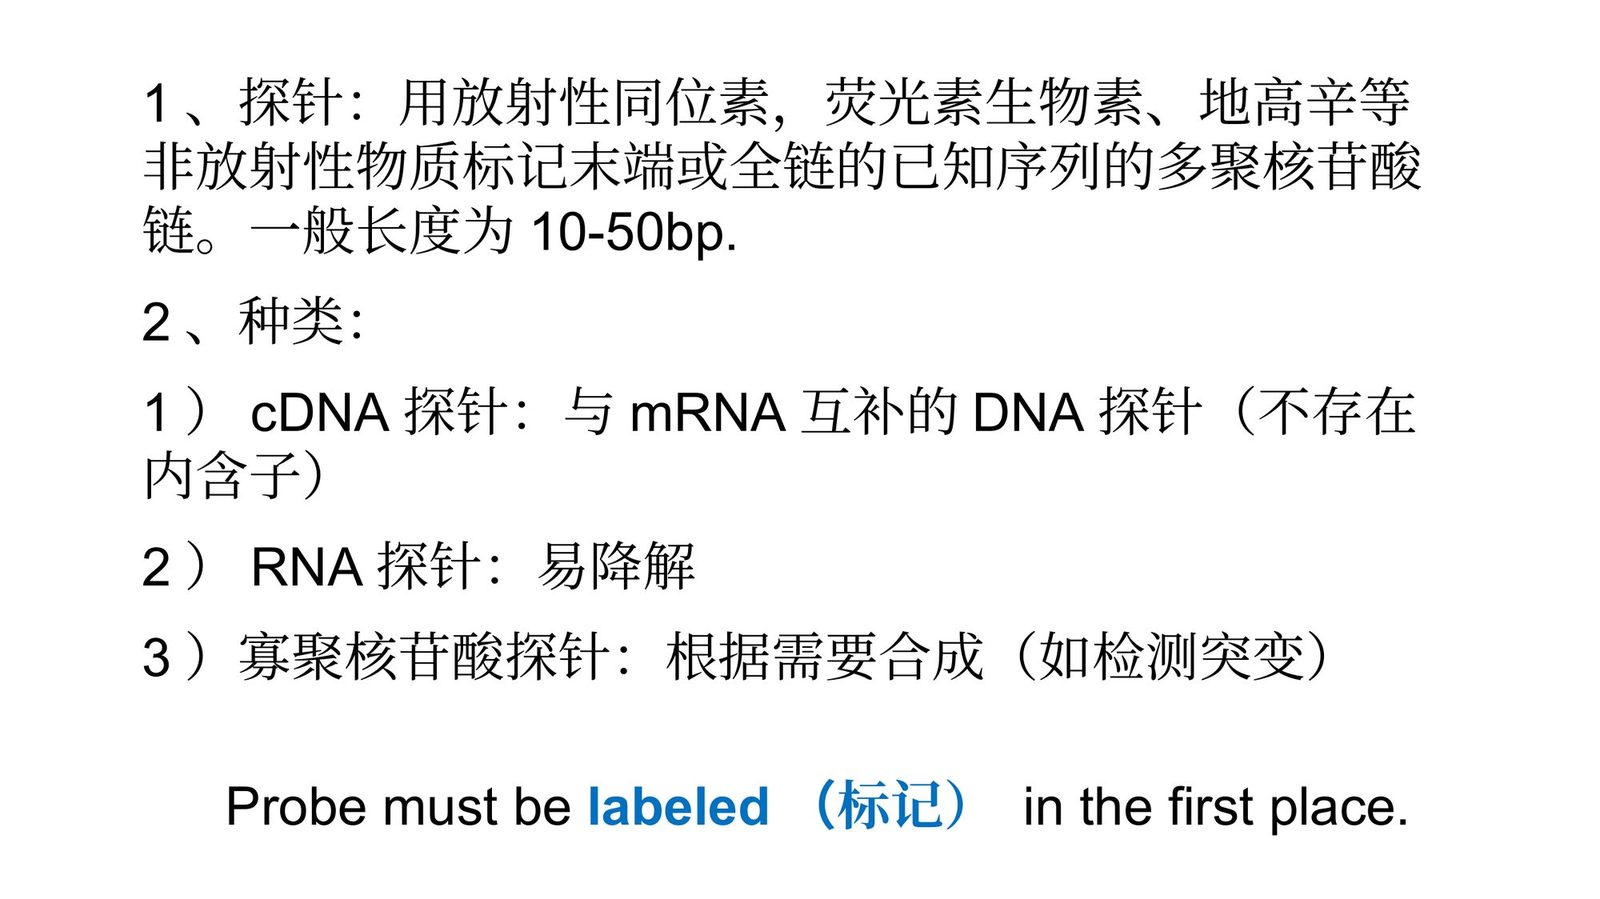 1、探针：用放射性同位素，荧光素生物素、地高辛等
非放射性物质标记末端或全链的已知序列的多聚核苷酸
链。一般长度为 10-50bp.
2、种类：
1） cDNA 探针：与 mRNA 互补的 DNA 探针（不存在
内含子）
2） RNA 探针：易降解
3）寡聚核苷酸探针：根据需要合成（如检测突变）
Probe must be labeled（标记） in the first place.